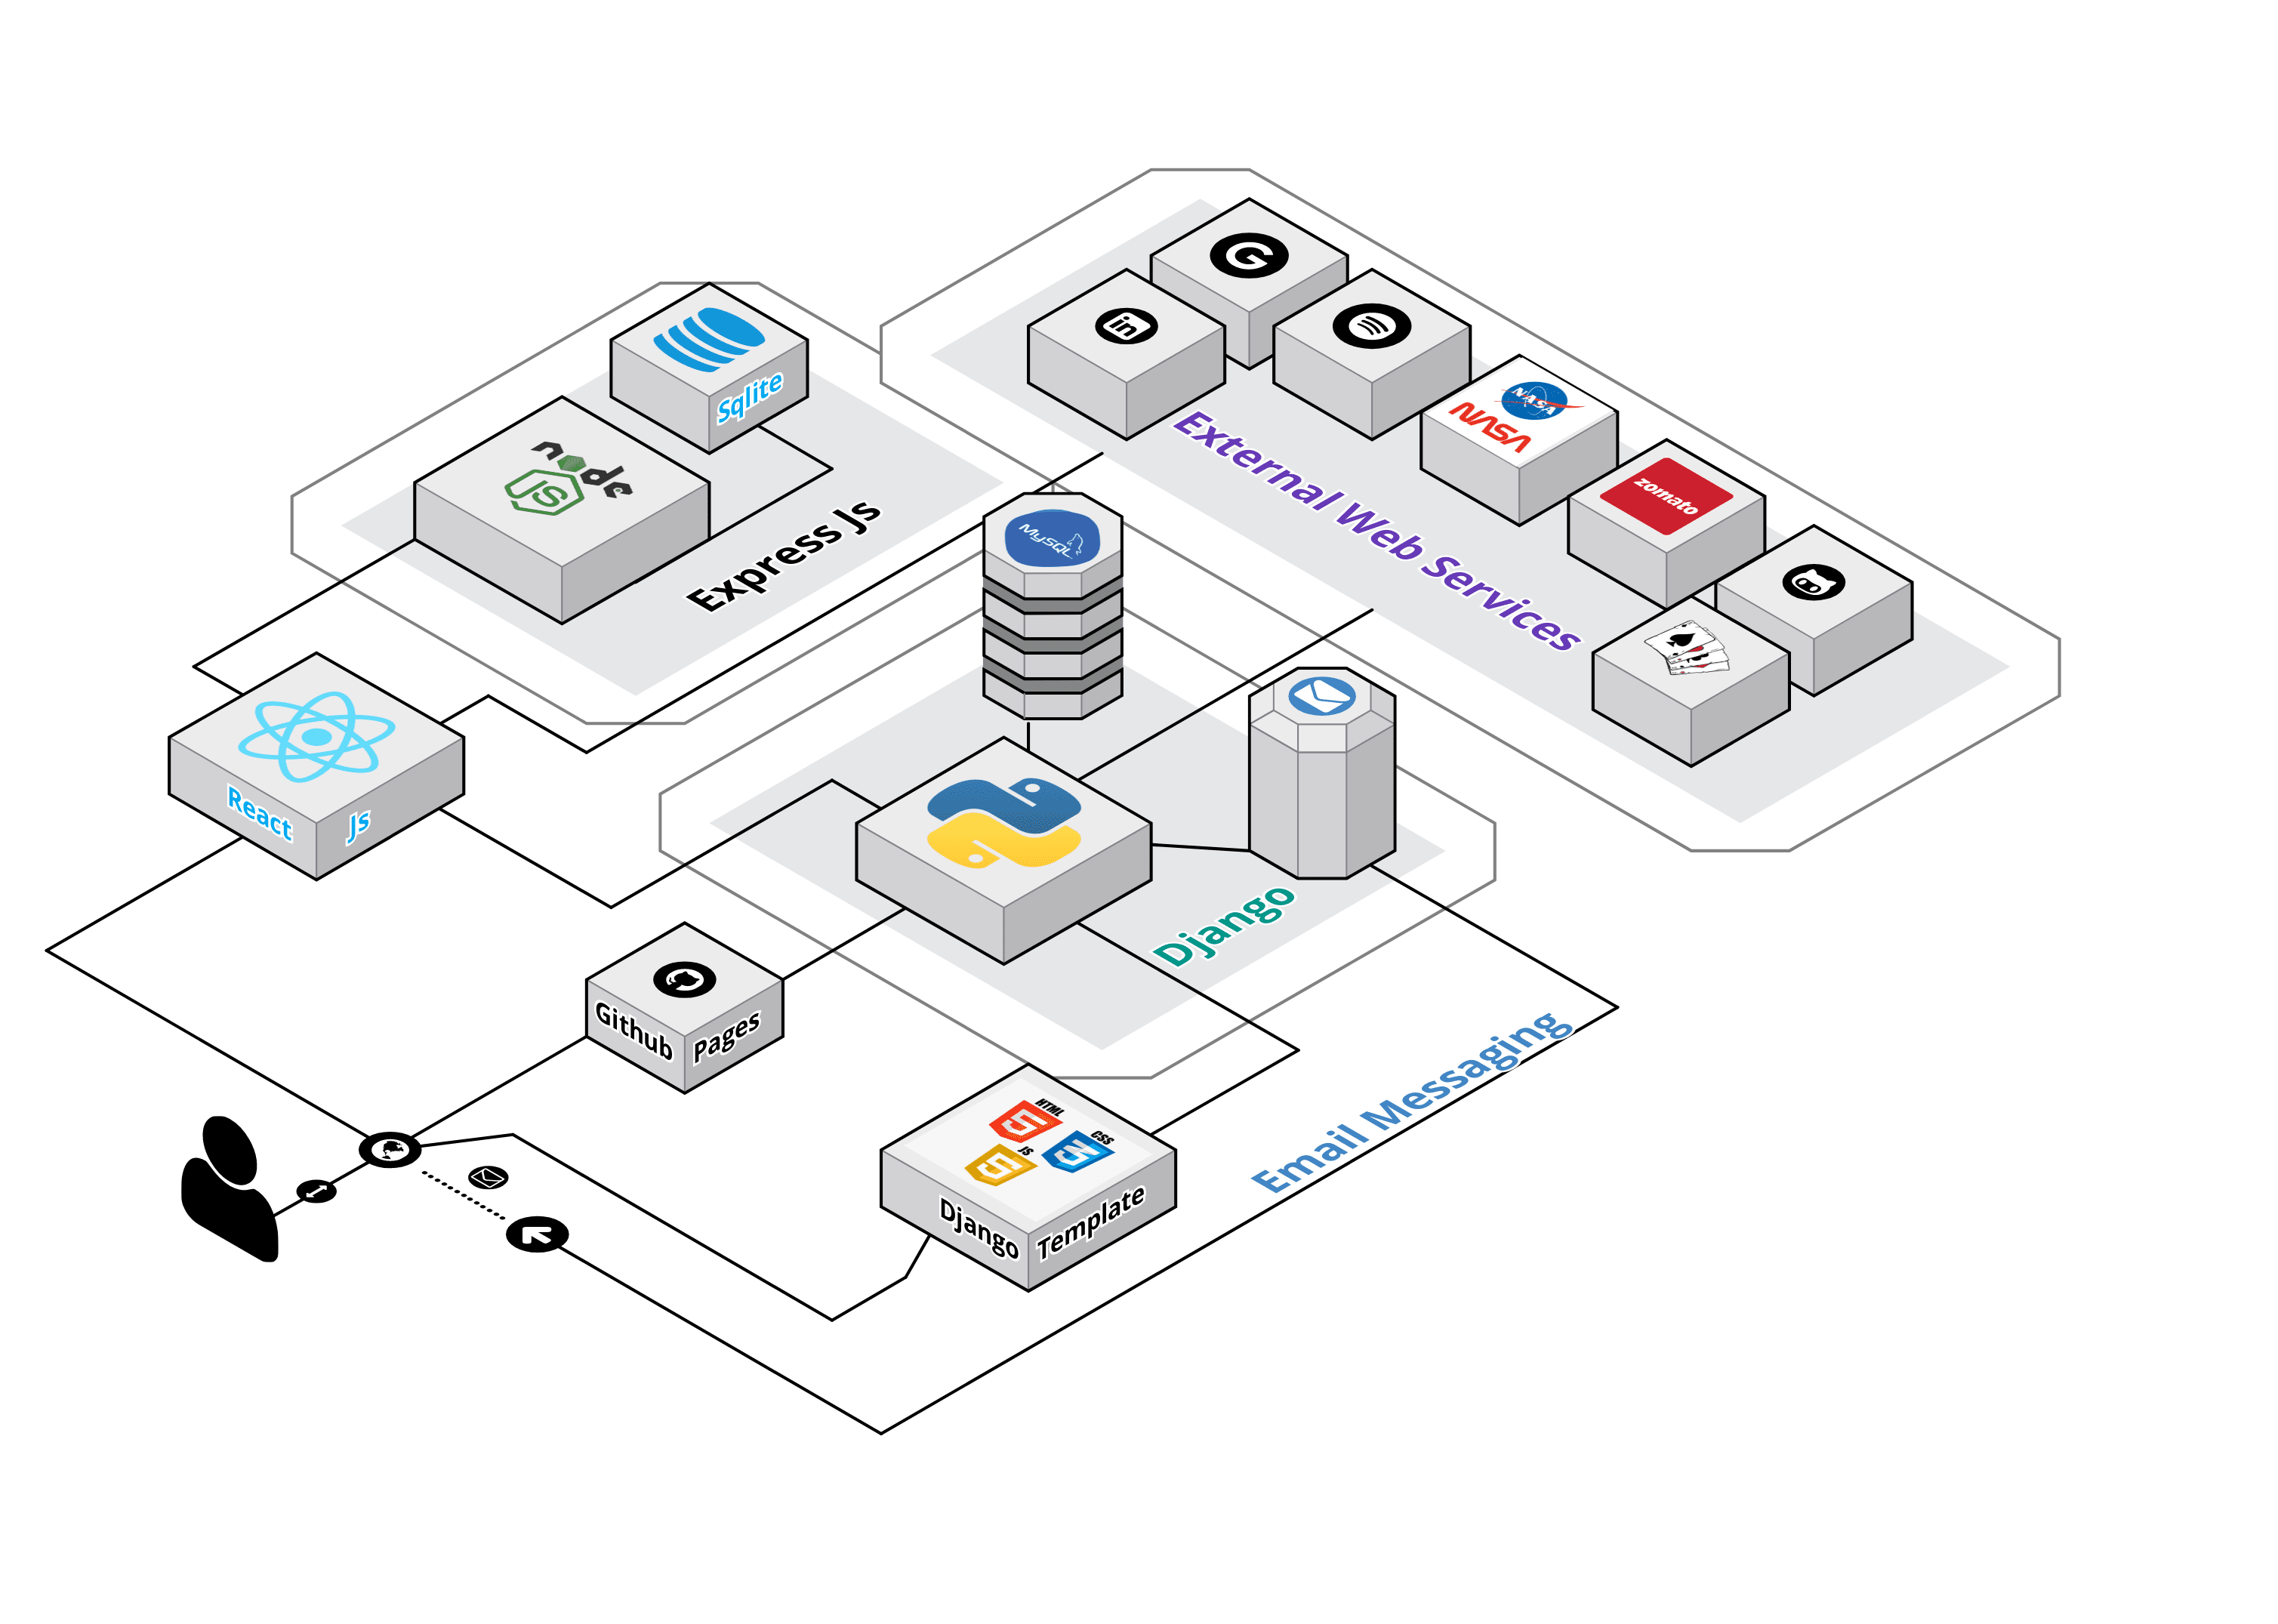 Sqlite
node
JS
Express Js
in
NASA
NASA
zomato
External Web Services
MySQL
React Js
Django
Github Pages
HTML
CSS
JS
Django Template
Email Messaging